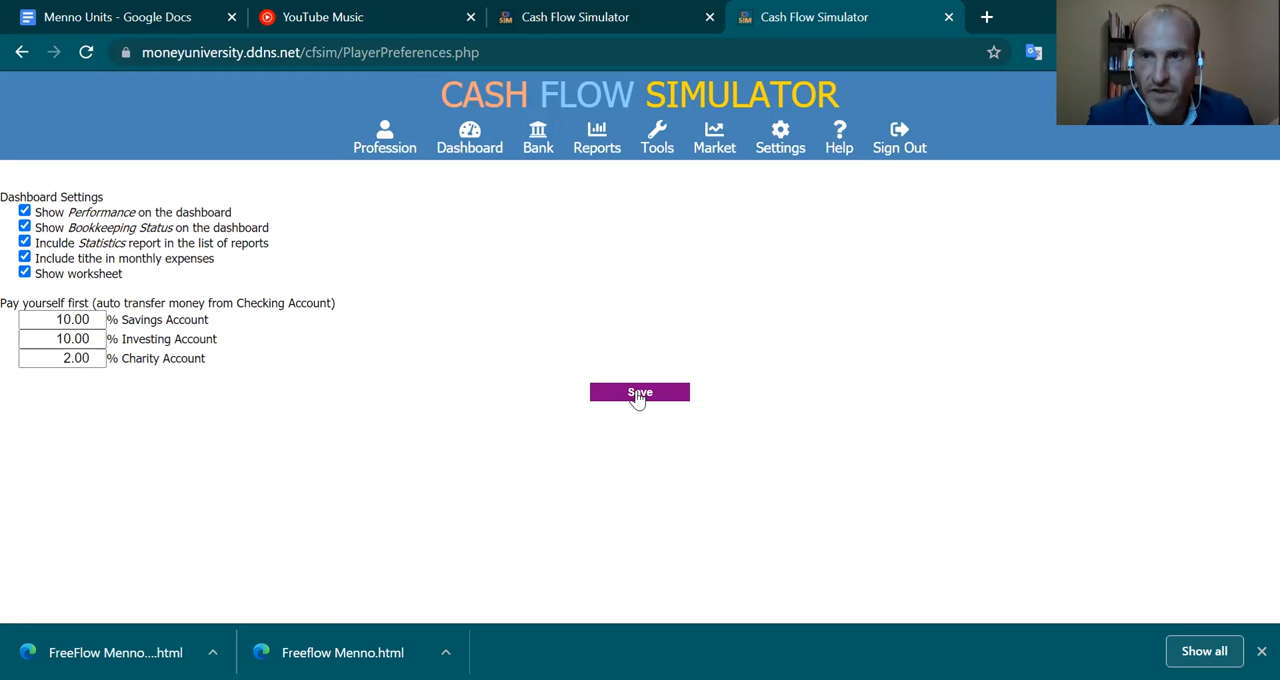 Menno Units - Google Docs
YouTube Music
Cash Flow Simulator
Cash Flow Simulator
moneyuniversity.ddns.net/cfsim/PlayerPreferences.php
CASH FLOW SIMULATOR
Profession Dashboard Bank Reports Tools Market Settings Help Sign Out
Dashboard Settings
Show Performance on the dashboard
Show Bookkeeping Status on the dashboard
Inculde Statistics report in the list of reports
Include tithe in monthly expenses
Show worksheet
Pay yourself first (auto transfer money from Checking Account)
10.00 % Savings Account
10.00 % Investing Account
2.00 % Charity Account
Save
FreeFlow Menno....html
Freeflow Menno.html
Show all